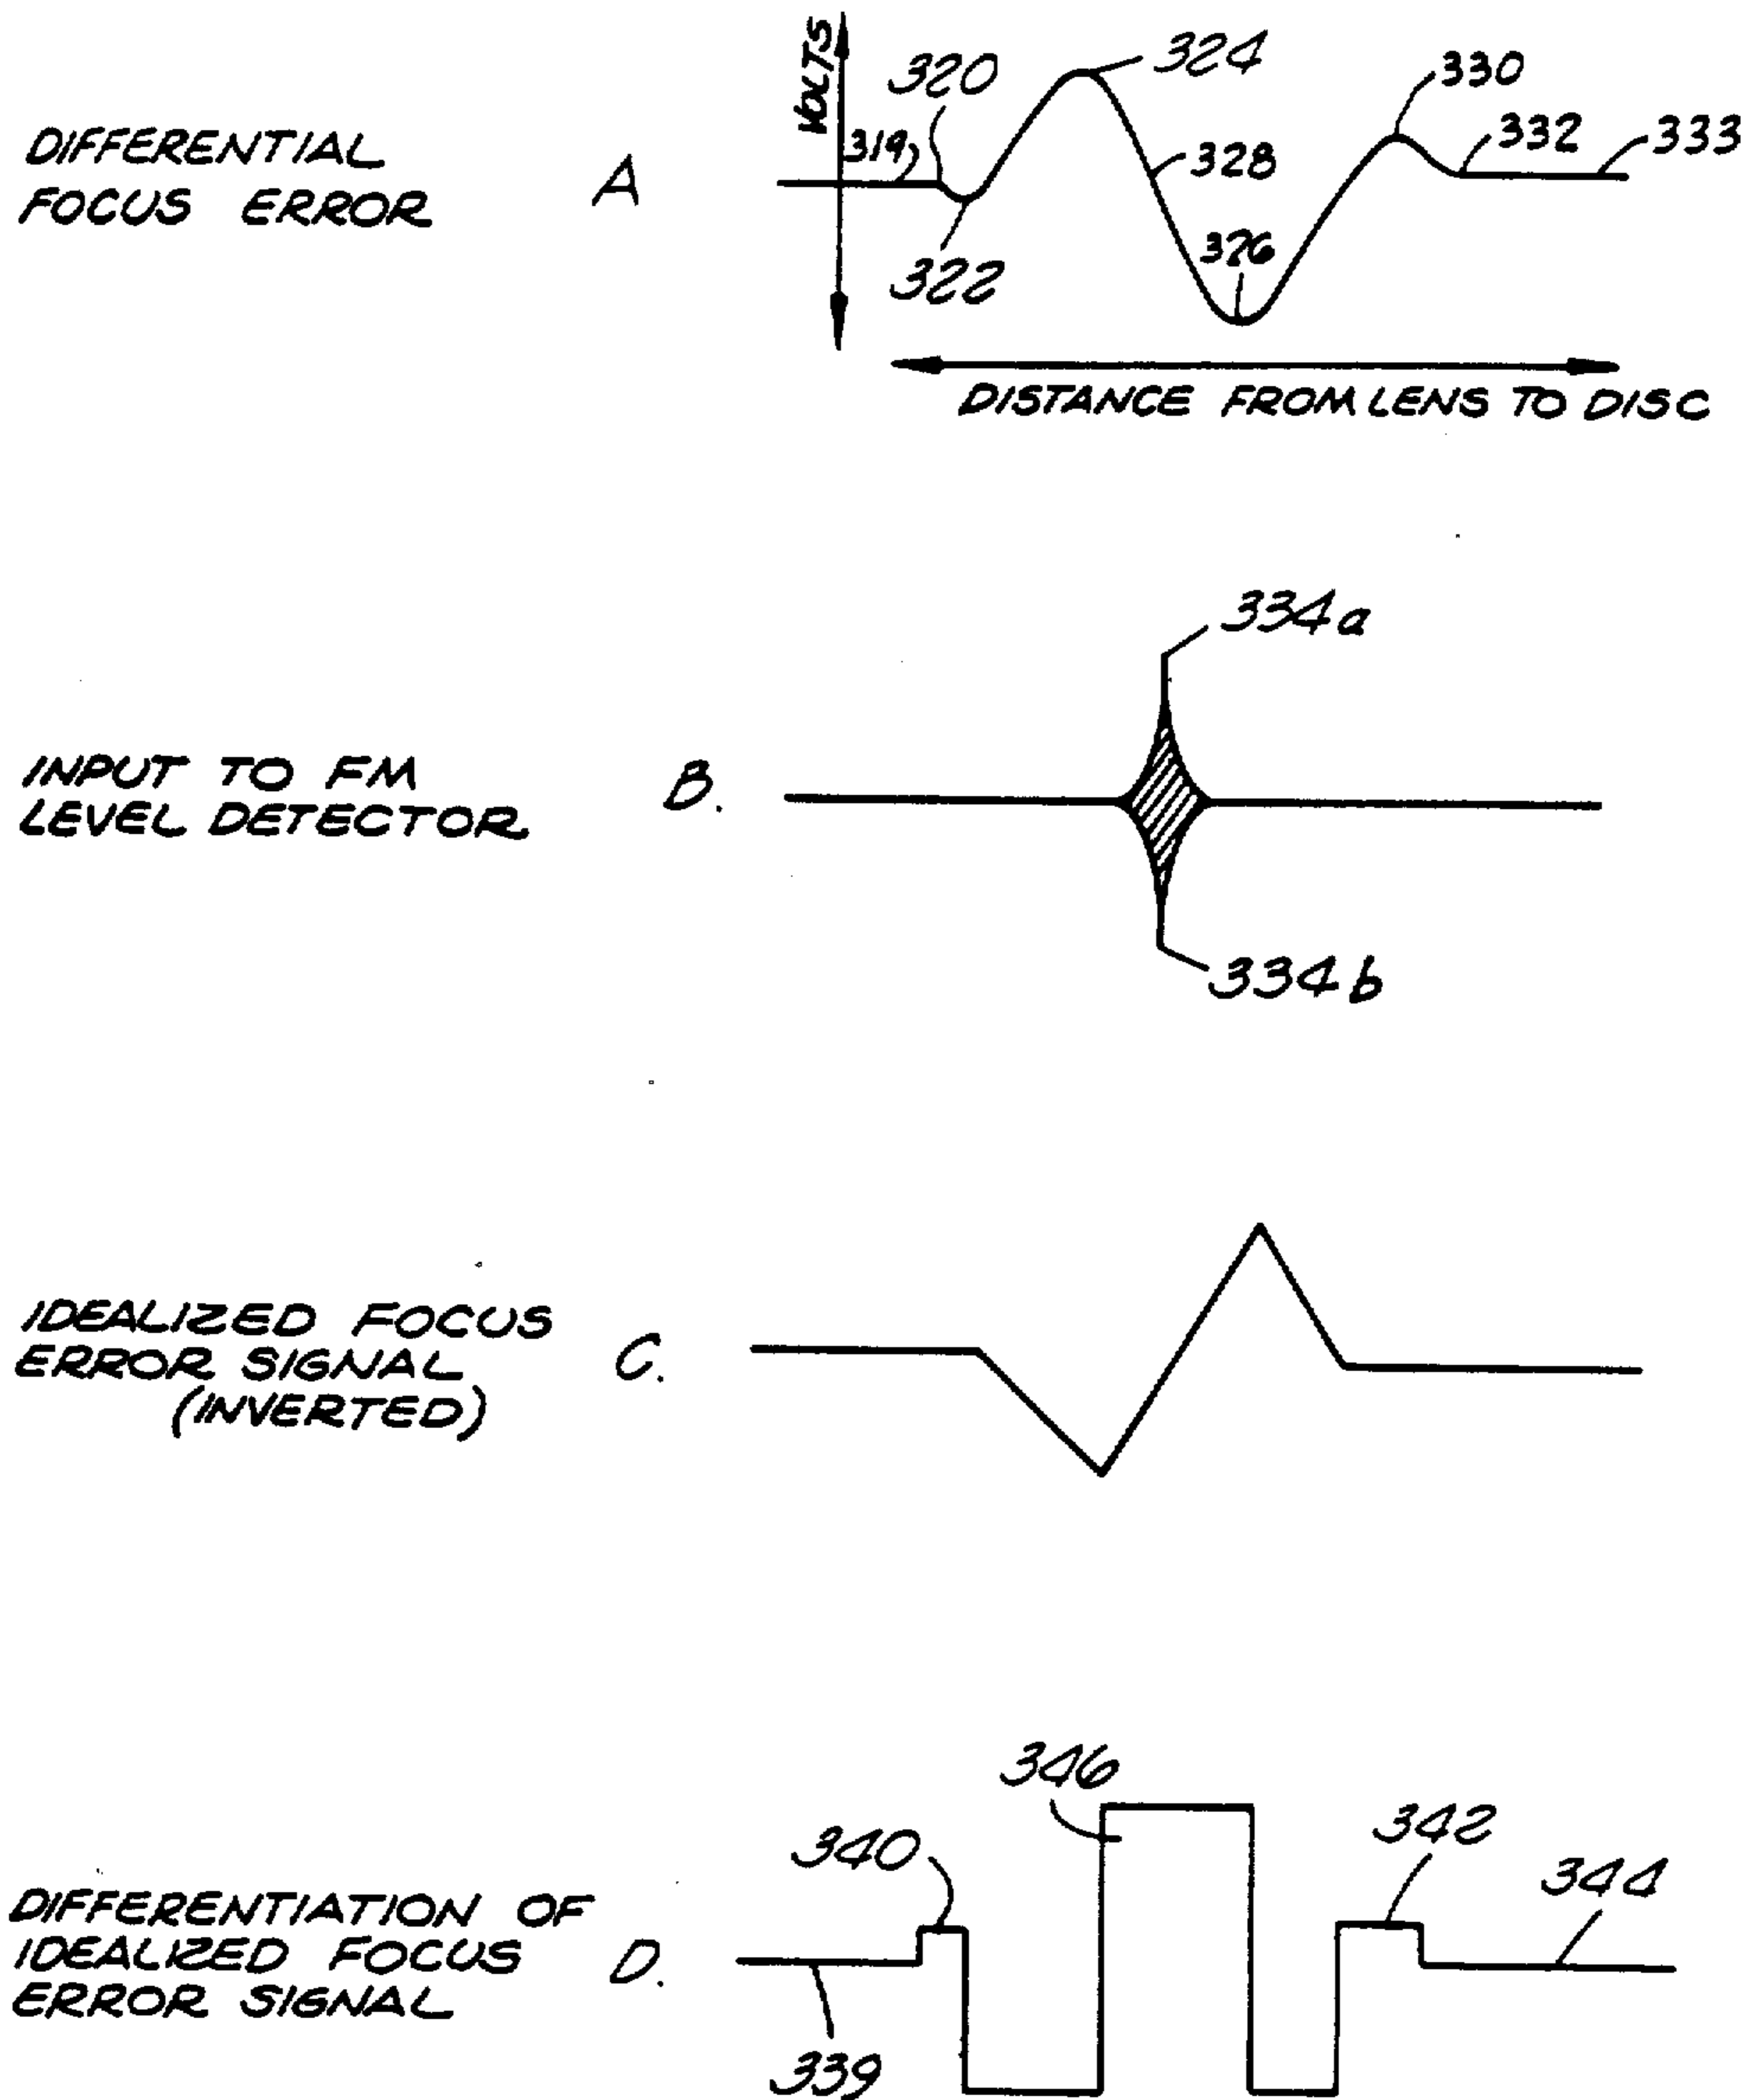 VOLTS
320
324
330
319
328
332
333
DIFFERENTIAL
FOCUS ERROR
A
322
326
DISTANCE FROM LENS TO DISC
334a
INPUT TO FM
LEVEL DETECTOR
B.
334b
IDEALIZED FOCUS
ERROR SIGNAL
(INVERTED)
C.
346
340
342
344
DIFFERENTIATION OF
IDEALIZED FOCUS
ERROR SIGNAL
D.
339